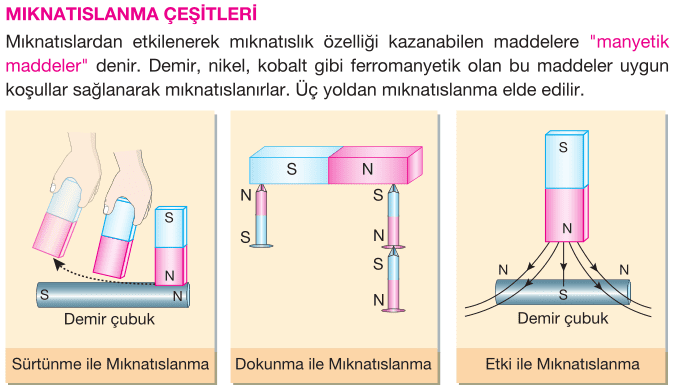 MIKNATISLANMA ÇEŞİTLERİ
Mıknatıslardan etkilenerek mıknatıslık özelliği kazanabilen maddelere "manyetik
maddeler" denir. Demir, nikel, kobalt gibi ferromanyetik olan bu maddeler uygun
koşullar sağlanarak mıknatıslanırlar. Üç yoldan mıknatıslanma elde edilir.
S
N
S
N
Demir çubuk
Sürtünme ile Mıknatıslanma
S
N
N
S
S
N
S
N
Dokunma ile Mıknatıslanma
S
N
N
S
N
Demir çubuk
Etki ile Mıknatıslanma